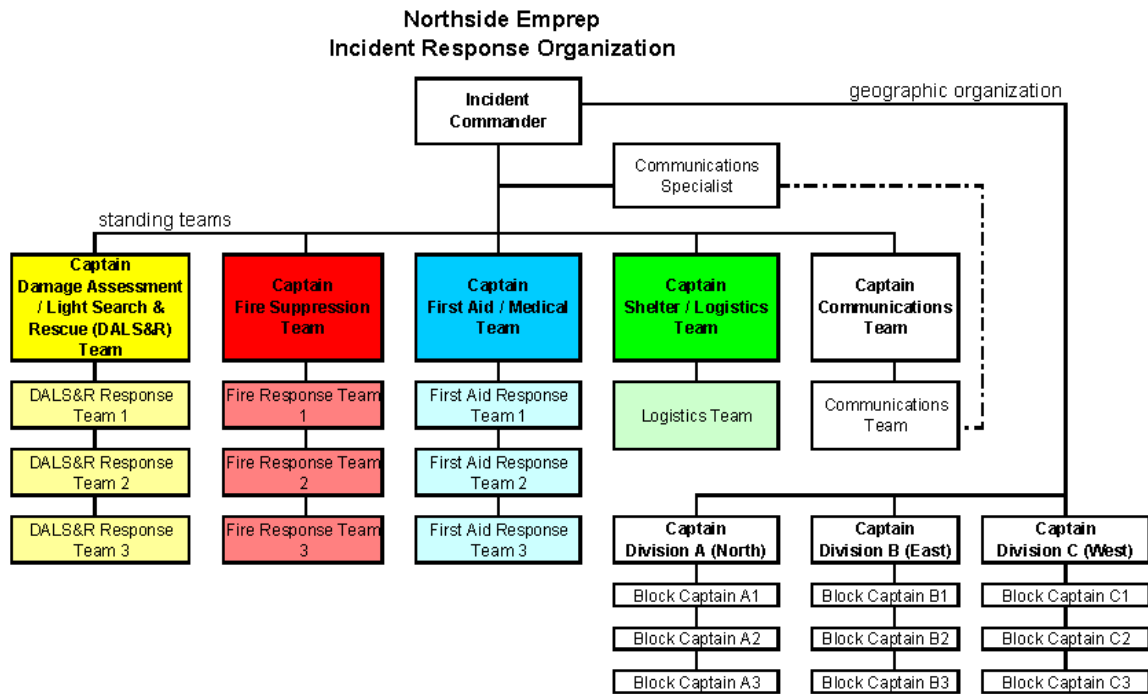 Northside Emprep
Incident Response Organization
Incident
Commander
geographic organization
Communications
Specialist
standing teams
Captain
Damage Assessment
/ Light Search &
Rescue (DALS&R)
Team
Captain
Fire Suppression
Team
Captain
First Aid / Medical
Team
Captain
Shelter / Logistics
Team
Captain
Communications
Team
DALS&R Response
Team 1
Fire Response Team
1
First Aid Response
Team 1
Logistics Team
Communications
Team
DALS&R Response
Team 2
Fire Response Team
2
First Aid Response
Team 2
DALS&R Response
Team 3
Fire Response Team
3
First Aid Response
Team 3
Captain
Division A (North)
Captain
Division B (East)
Captain
Division C (West)
Block Captain A1
Block Captain B1
Block Captain C1
Block Captain A2
Block Captain B2
Block Captain C2
Block Captain A3
Block Captain B3
Block Captain C3